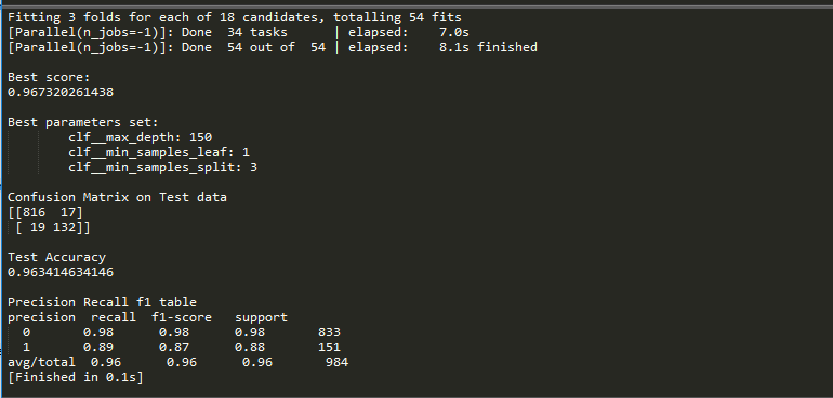 Fitting 3 folds for each of 18 candidates, totalling 54 fits
[Parallel(n_jobs=-1)]: Done  34 tasks      | elapsed:    7.0s
[Parallel(n_jobs=-1)]: Done  54 out of  54 | elapsed:    8.1s finished
Best score:
0.967320261438
Best parameters set:
clf__max_depth: 150
clf__min_samples_leaf: 1
clf__min_samples_split: 3
Confusion Matrix on Test data
[[816  17]
[ 19 132]]
Test Accuracy
0.963414634146
Precision Recall f1 table
precision  recall  f1-score   support
0       0.98      0.98      0.98       833
1       0.89      0.87      0.88       151
avg/total  0.96      0.96      0.96       984
[Finished in 0.1s]